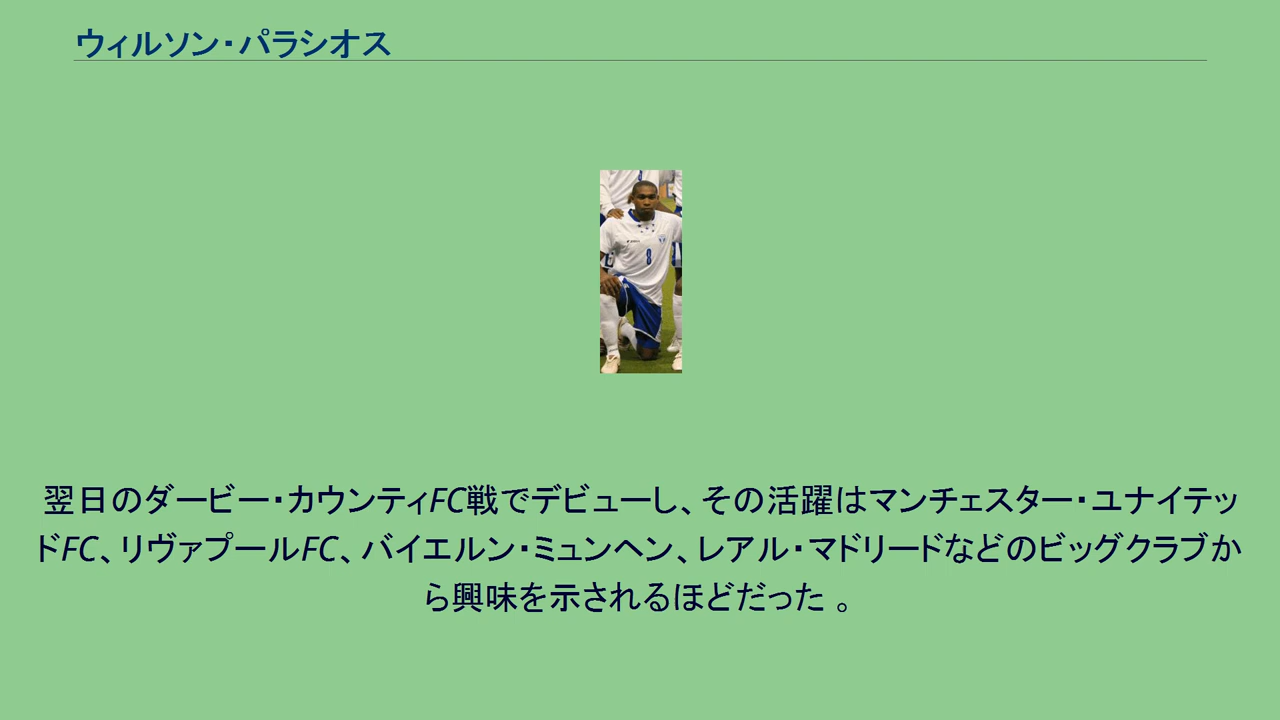 ウィルソン・パラシオス
8
翌日のダービー・カウンティFC戦でデビューし、その活躍はマンチェスター・ユナイテッ
ドFC、リヴァプールFC、バイエルン・ミュンヘン、レアル・マドリードなどのビッグクラブか
ら興味を示されるほどだった 。